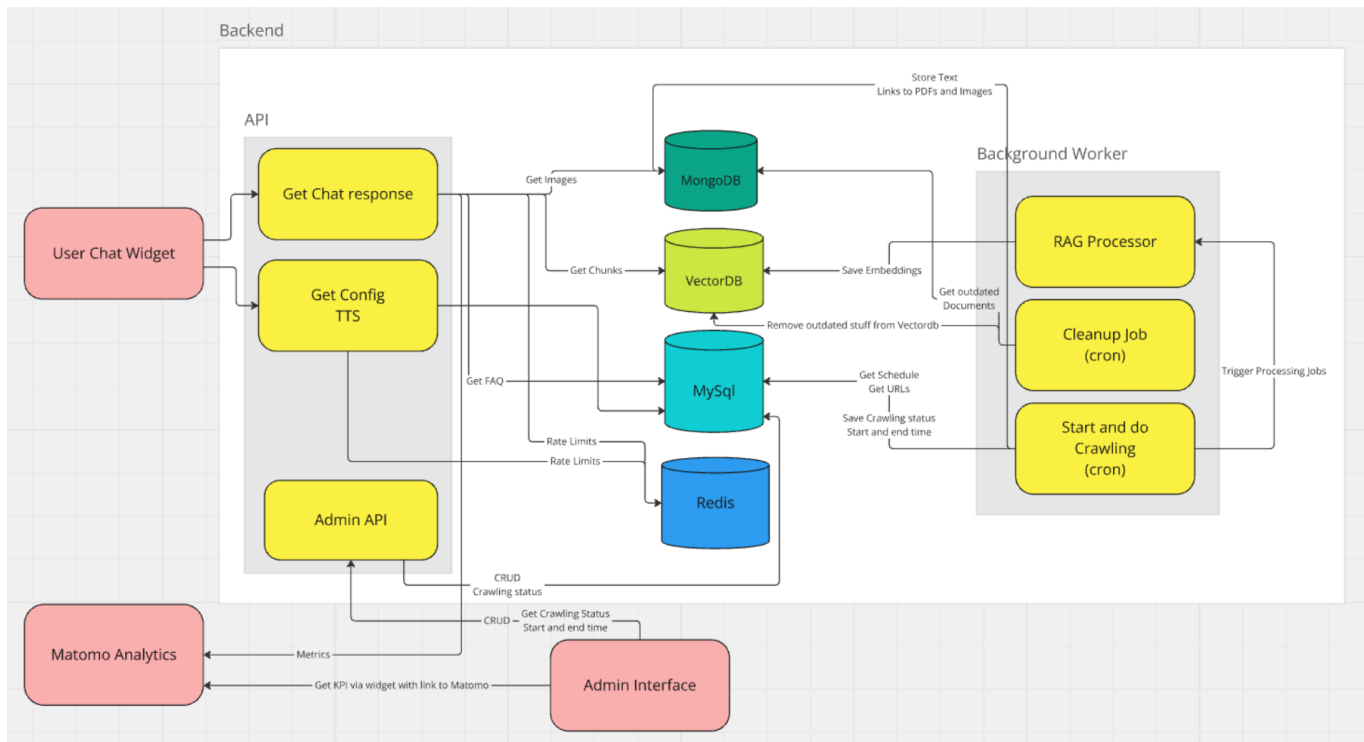 Backend
Store Text
Links to PDFs and Images
API
Background Worker
Get Chat response
Get Images
MongoDB
User Chat Widget
RAG Processor
Get Chunks
VectorDB
Save Embeddings
Get Config
TTS
Get outdated
Documents
Remove outdated stuff from Vectordb
Cleanup Job
(cron)
Get FAQ
MySql
Get Schedule
Get URLs
Trigger Processing Jobs
Save Crawling status
Start and end time
Start and do
Crawling
(cron)
Rate Limits
Rate Limits
Redis
Admin API
CRUD
Crawling status
CRUD
Get Crawling Status
Start and end time
Matomo Analytics
Metrics
Get KPI via widget with link to Matomo
Admin Interface